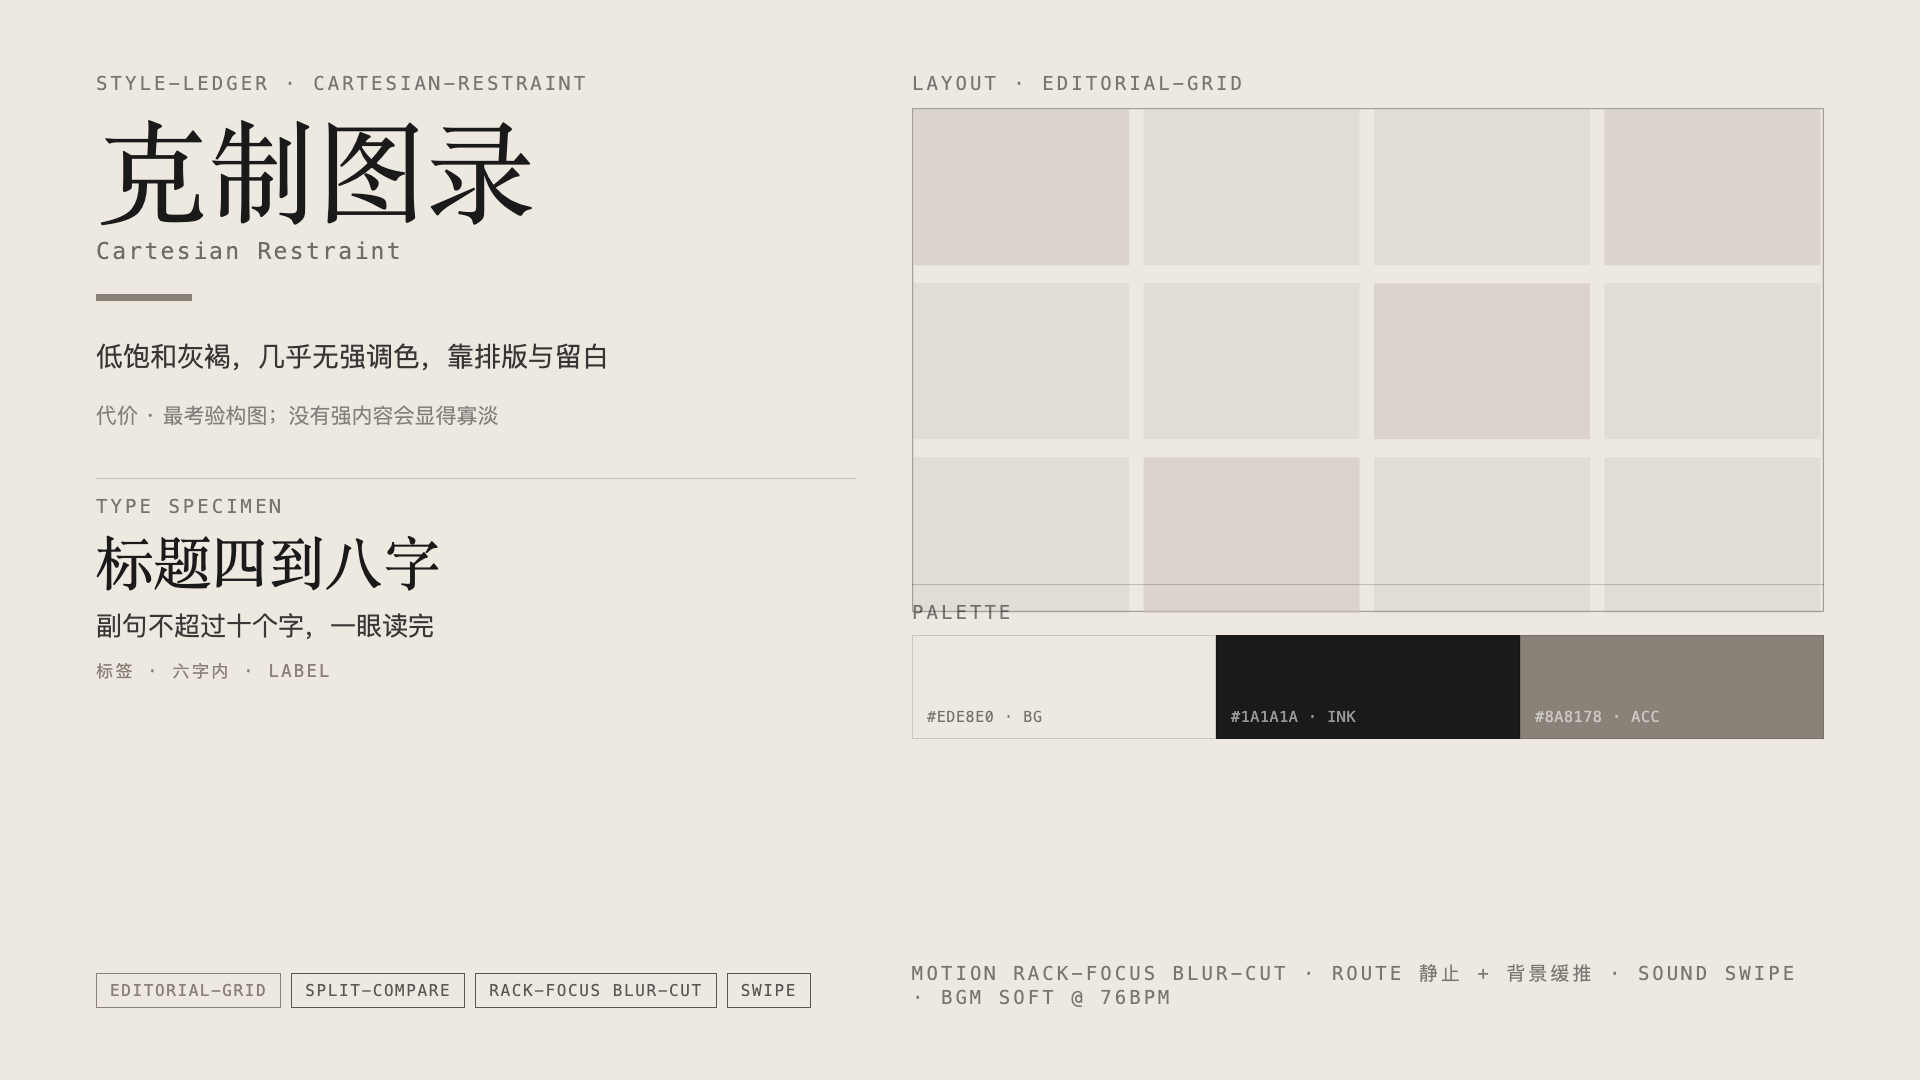 STYLE-LEDGER · CARTESIAN-RESTRAINT
克制图录
Cartesian Restraint
低饱和灰褐，几乎无强调色，靠排版与留白
代价 · 最考验构图；没有强内容会显得寡淡
TYPE SPECIMEN
标题四到八字
副句不超过十个字，一眼读完
标签 · 六字内 · LABEL
EDITORIAL-GRID
SPLIT-COMPARE
RACK-FOCUS BLUR-CUT
SWIPE
LAYOUT · EDITORIAL-GRID
PALETTE
#EDE8E0 · BG
#1A1A1A · INK
#8A8178 · ACC
MOTION RACK-FOCUS BLUR-CUT · ROUTE 静止 + 背景缓推 · SOUND SWIPE
· BGM SOFT @ 76BPM